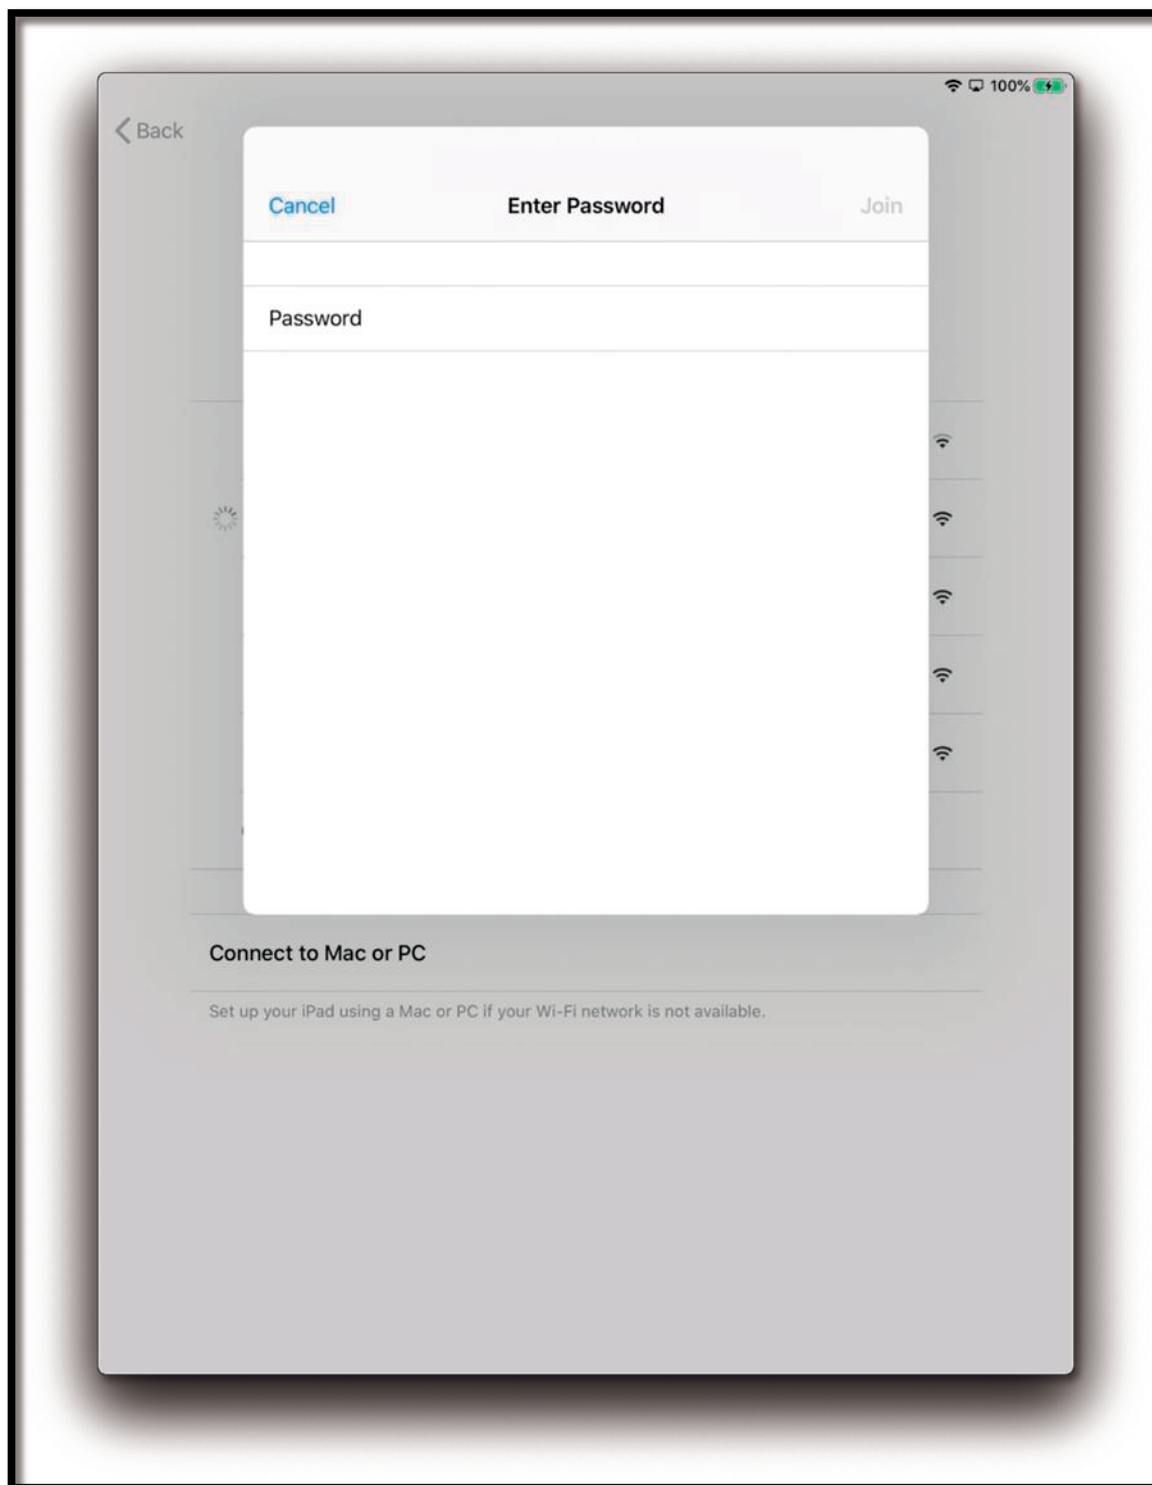 100%
Back
Cancel Enter Password Join
Password
Connect to Mac or PC
Set up your iPad using a Mac or PC if your Wi-Fi network is not available.